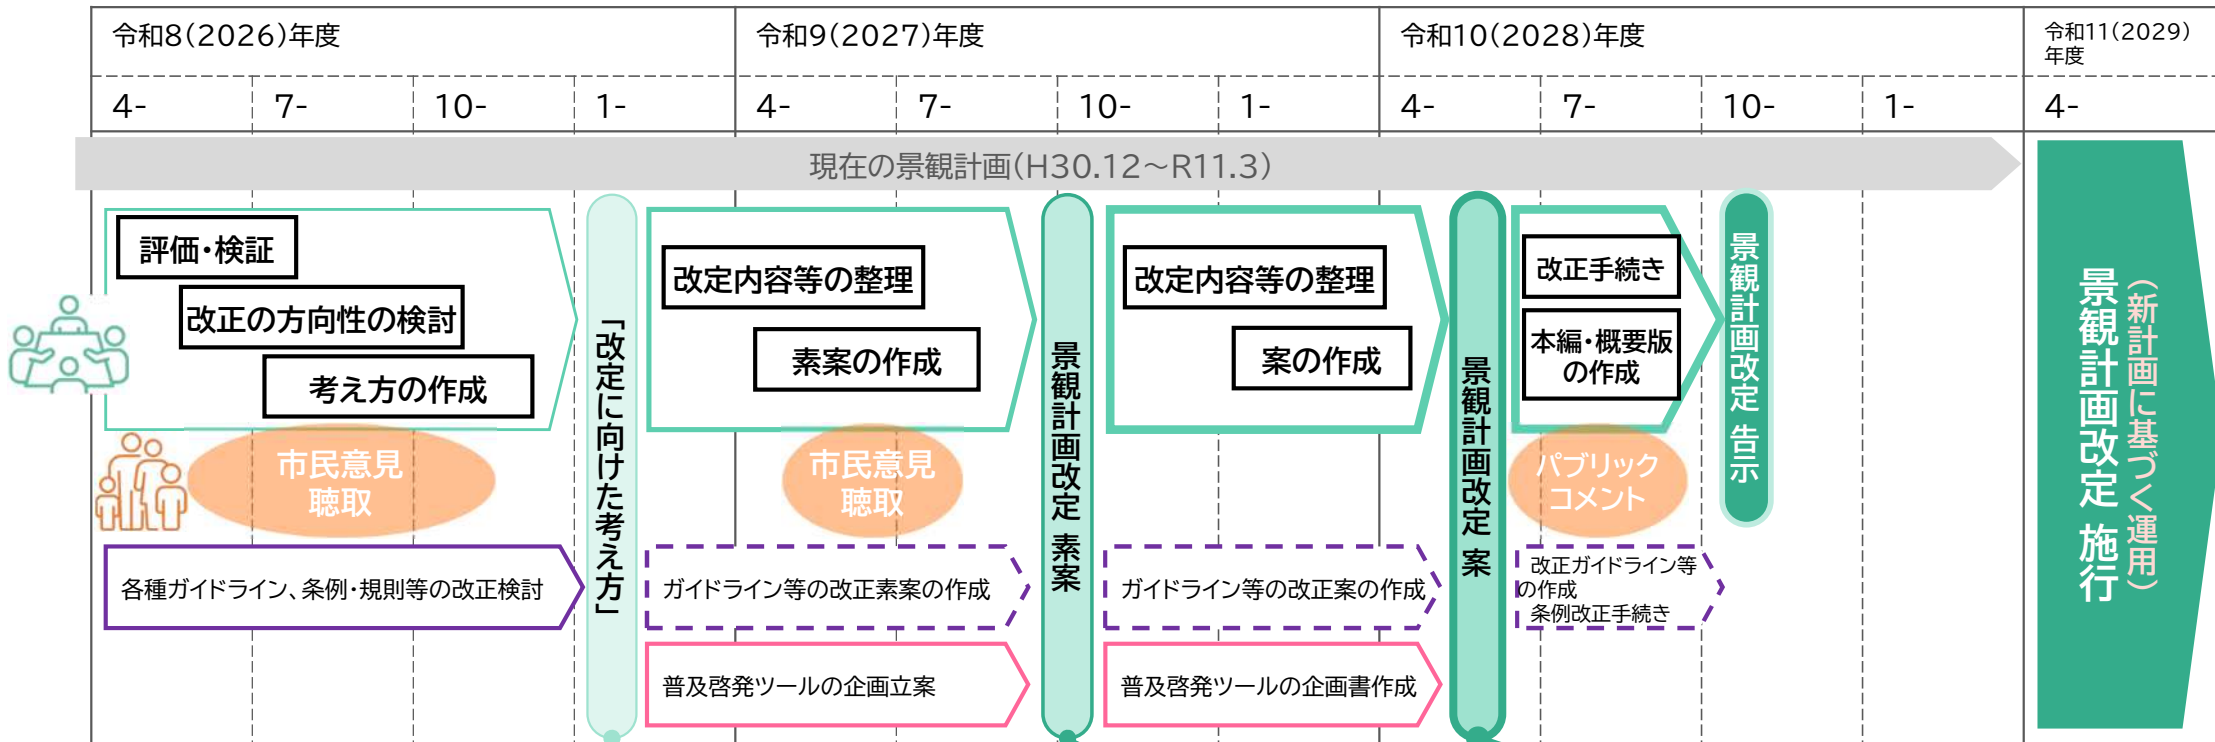 令和8(2026)年度
令和9(2027)年度
令和10(2028)年度
令和11(2029)
年度
4-
7-
10-
1-
4-
7-
10-
1-
4-
7-
10-
1-
4-
現在の景観計画(H30.12～R11.3)
評価・検証
改正の方向性の検討
考え方の作成
市民意見
聴取
各種ガイドライン、条例・規則等の改正検討
「改定に向けた考え方」
改定内容等の整理
素案の作成
市民意見
聴取
ガイドライン等の改正素案の作成
普及啓発ツールの企画立案
景観計画改定 素案
改定内容等の整理
案の作成
ガイドライン等の改正案の作成
普及啓発ツールの企画書作成
景観計画改定 案
改正手続き
本編・概要版
の作成
パブリック
コメント
改正ガイドライン等
の作成
条例改正手続き
景観計画改定 告示
(新計画に基づく運用)
景観計画改定 施行